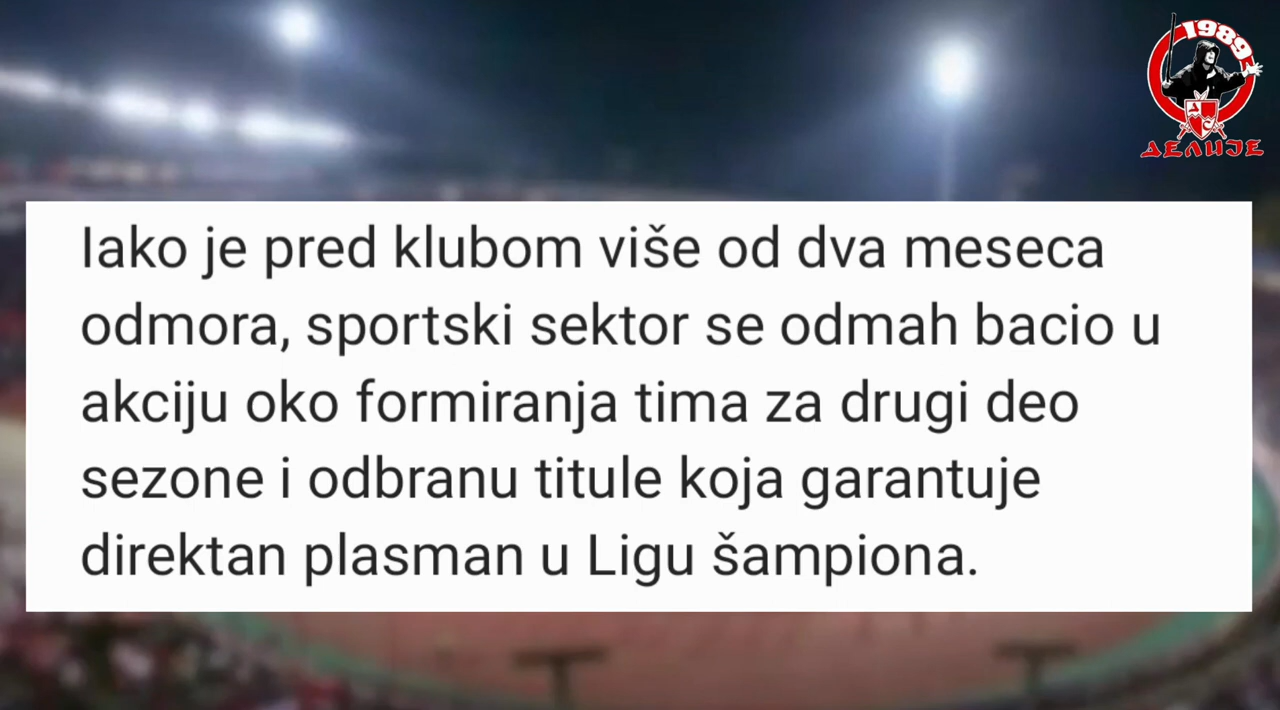 1989
ДЕЛИЈЕ
Iako je pred klubom više od dva meseca
odmora, sportski sektor se odmah bacio u
akciju oko formiranja tima za drugi deo
sezone i odbranu titule koja garantuje
direktan plasman u Ligu šampiona.